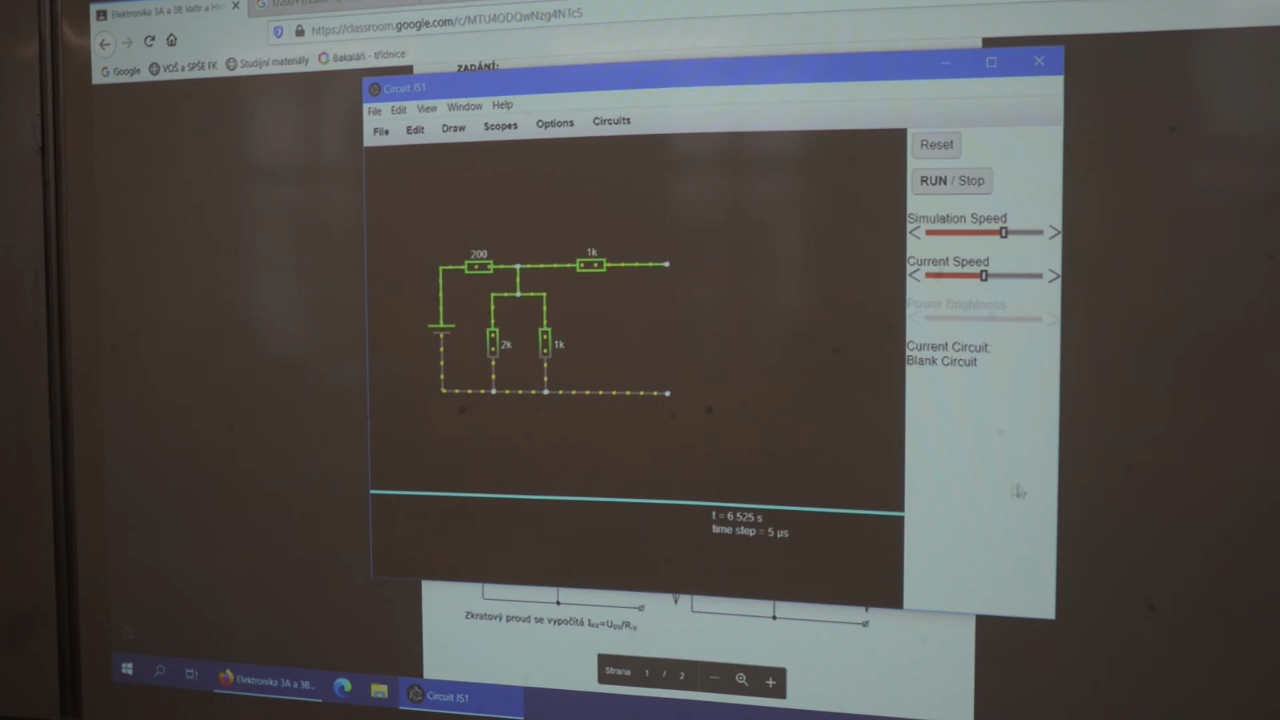 Elektronika 3A a 3B Valtr a
https://classroom.google.com/c/MTU4ODQwNzg4NTc5
Google
VOŠ a SPŠE FK
Studijní materiály
Bakaláři - třídnice
ZADÁNÍ:
Circuit JS1
File Edit View Window Help
File Edit Draw Scopes Options Circuits
Reset
RUN / Stop
Simulation Speed
Current Speed
Power Brightness
Current Circuit:
Blank Circuit
200
1k
2k
1k
t = 6.525 s
time step = 5 µs
Zkratový proud se vypočítá
Strana 1 / 2
Elektronika 3A a 3B...
Circuit JS1